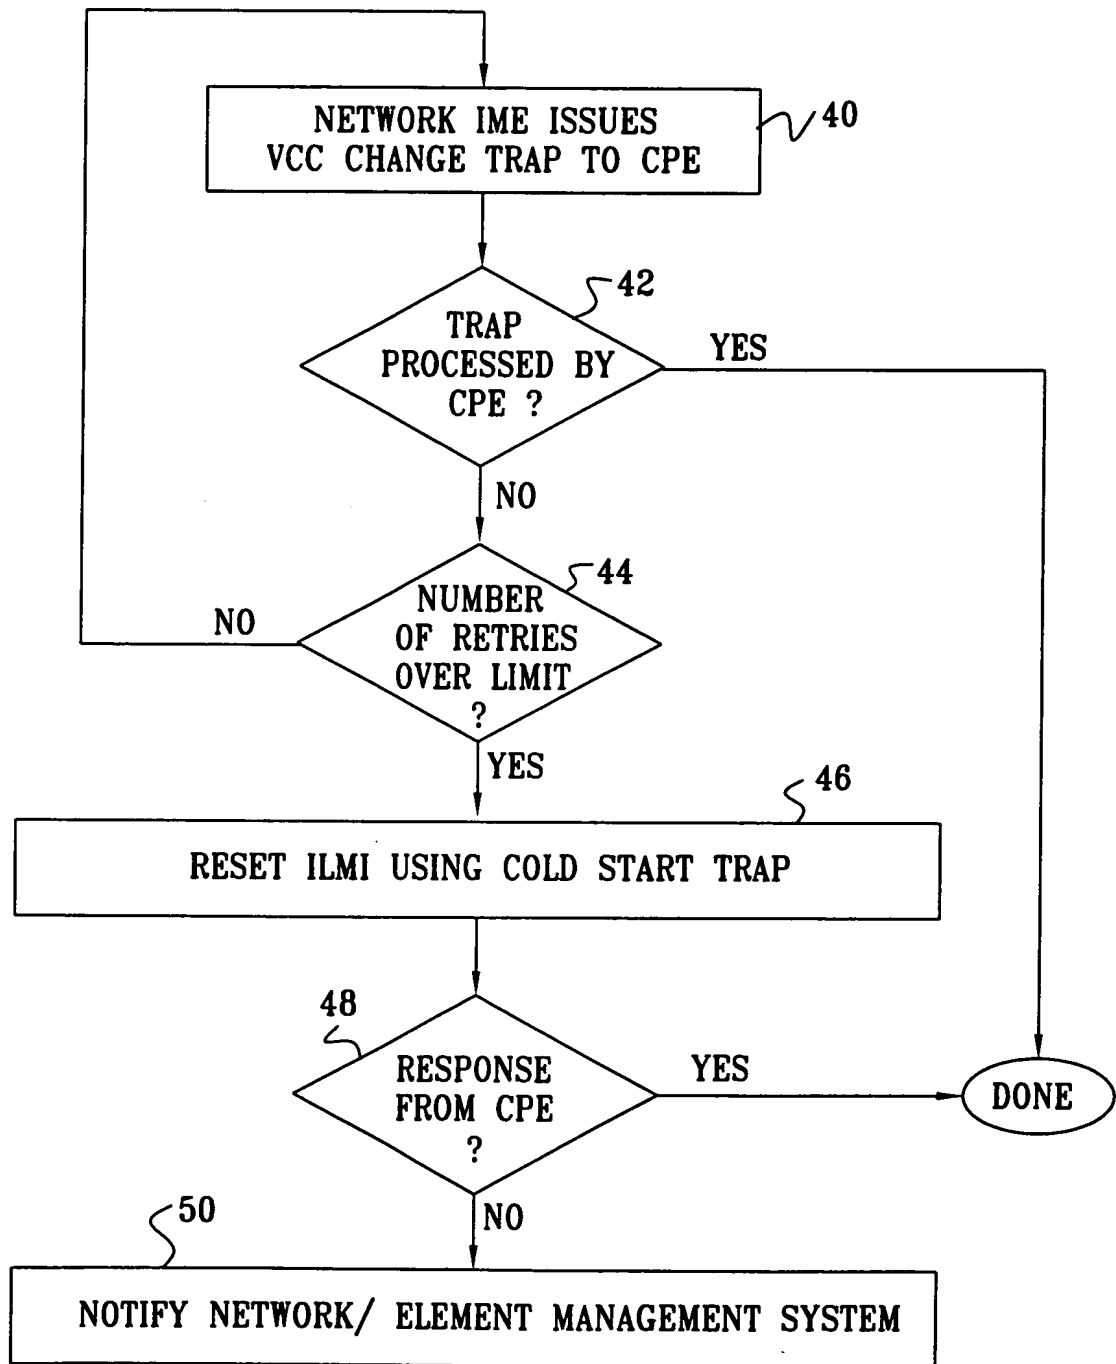 NETWORK IME ISSUES
VCC CHANGE TRAP TO CPE
40
42
TRAP
PROCESSED BY
CPE ?
YES
NO
44
NUMBER
OF RETRIES
OVER LIMIT
?
NO
YES
46
RESET ILMI USING COLD START TRAP
48
RESPONSE
FROM CPE
?
YES
DONE
NO
50
NOTIFY NETWORK/ ELEMENT MANAGEMENT SYSTEM